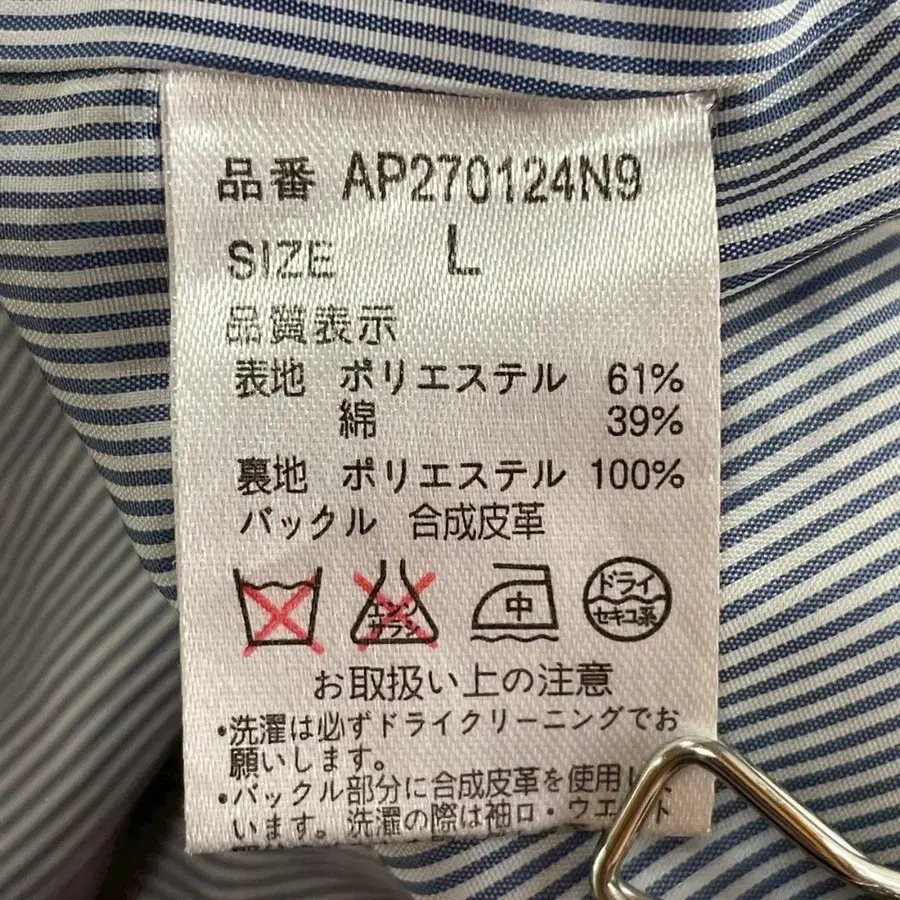 品番 AP270124N9
SIZE L
品質表示
表地 ポリエステル 61%
綿 39%
裏地 ポリエステル 100%
バックル 合成皮革
エンソ サラシ
中
ドライ セキユ系
お取扱い上の注意
・洗濯は必ずドライクリーニングでお
願いします。
・バックル部分に合成皮革を使用して
います。洗濯の際は袖口・ウエスト